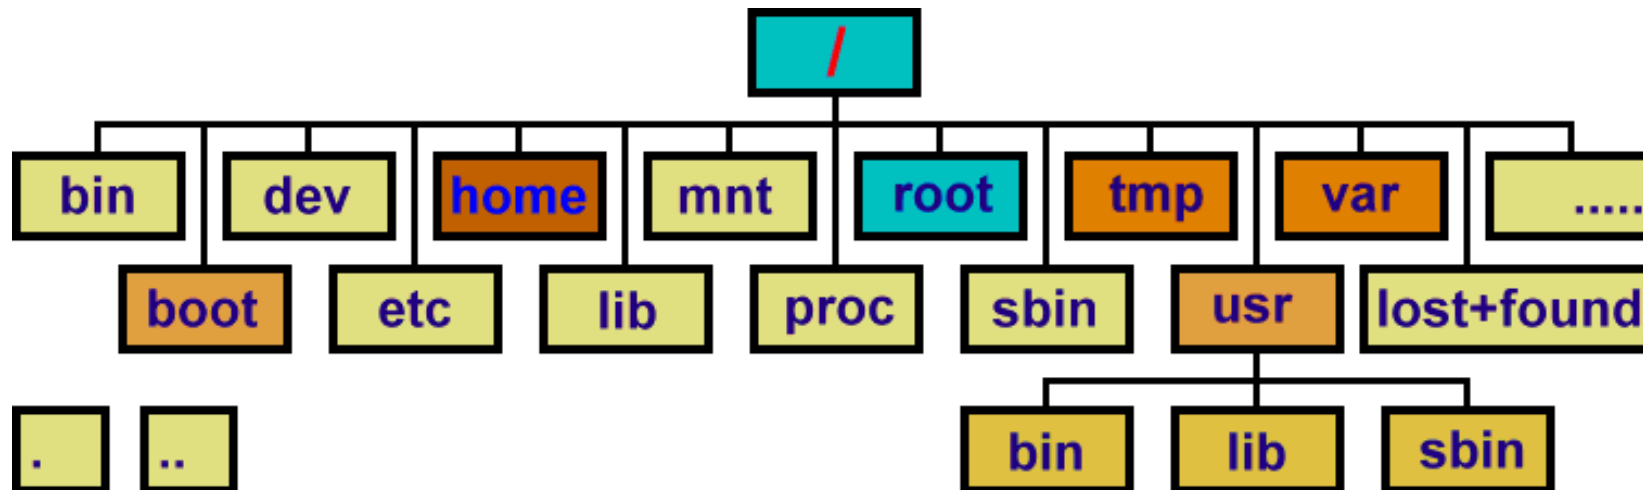 /
bin dev home mnt root tmp var .....
boot etc lib proc sbin usr lost+found
. .. bin lib sbin